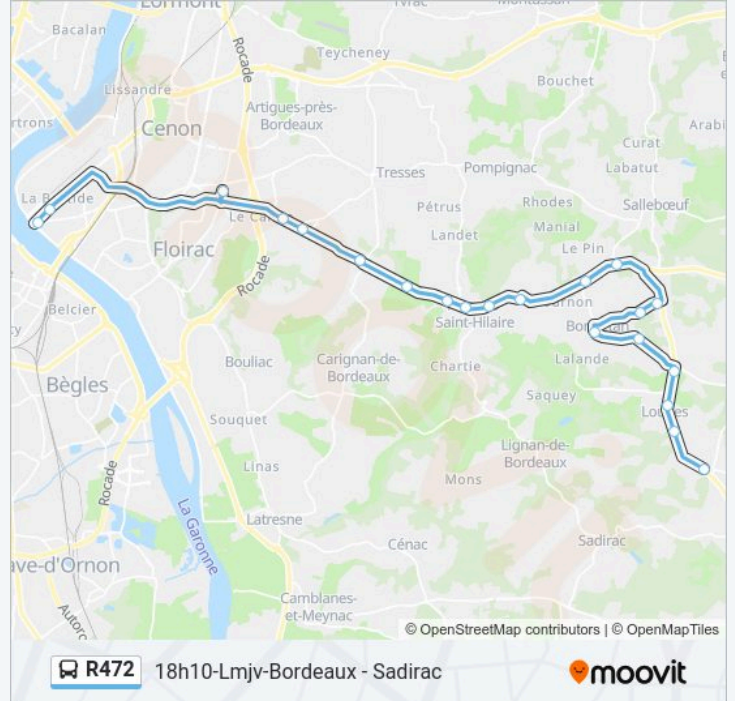 Lormont
Yvrac
Montussan
Bacalan
Rocade
Teycheney
Lissandre
Bouchet
Artigues-près-
Bordeaux
Cenon
Arabi
Curat
Labatut
Tresses
Pompignac
La B
de
Pétrus
Rhodes
Sallebœuf
Le Ca
Landet
Manial
Floirac
Le Pin
Rocade
Belcier
Saint-Hilaire
Bouliac
Carignan-de-
Bordeaux
Chartie
Lalande
Bègles
Saquey
Souquet
Lignan-de-
Bordeaux
Linas
Mons
Rocade
La Garonne
Latresne
Cénac
Sadirac
ave-d'Ornon
Camblanes-
et-Meynac
Autoro
© OpenStreetMap contributors | © OpenMapTiles
R472 18h10-Lmjv-Bordeaux - Sadirac
moovit